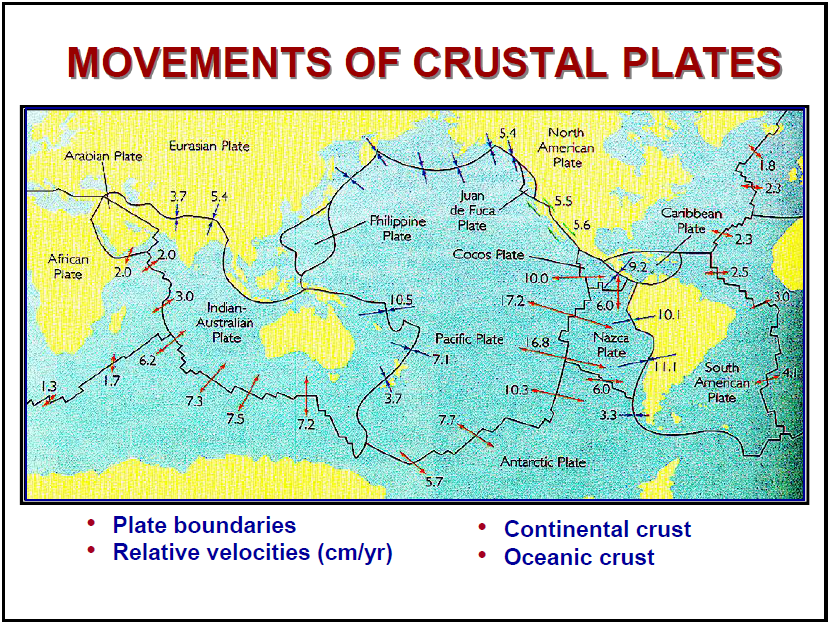 MOVEMENTS OF CRUSTAL PLATES
Arabian Plate
Eurasian Plate
5.4
North
American
Plate
1.8
2.3
3.7
5.4
Juan
de Fuca
Plate
5.5
5.6
Philippine
Plate
Caribbean
Plate
2.3
African
Plate
2.0
2.0
Cocos Plate
9.2
2.5
10.0
3.0
3.0
10.5
17.2
6.0
10.1
Indian-
Australian
Plate
Pacific Plate
16.8
Nazca
Plate
7.1
11.1
6.2
South
American
Plate
4.1
1.3
1.7
7.3
7.5
7.2
3.7
10.3
6.0
3.3
7.7
5.7
Antarctic Plate
• Plate boundaries
• Relative velocities (cm/yr)
• Continental crust
• Oceanic crust